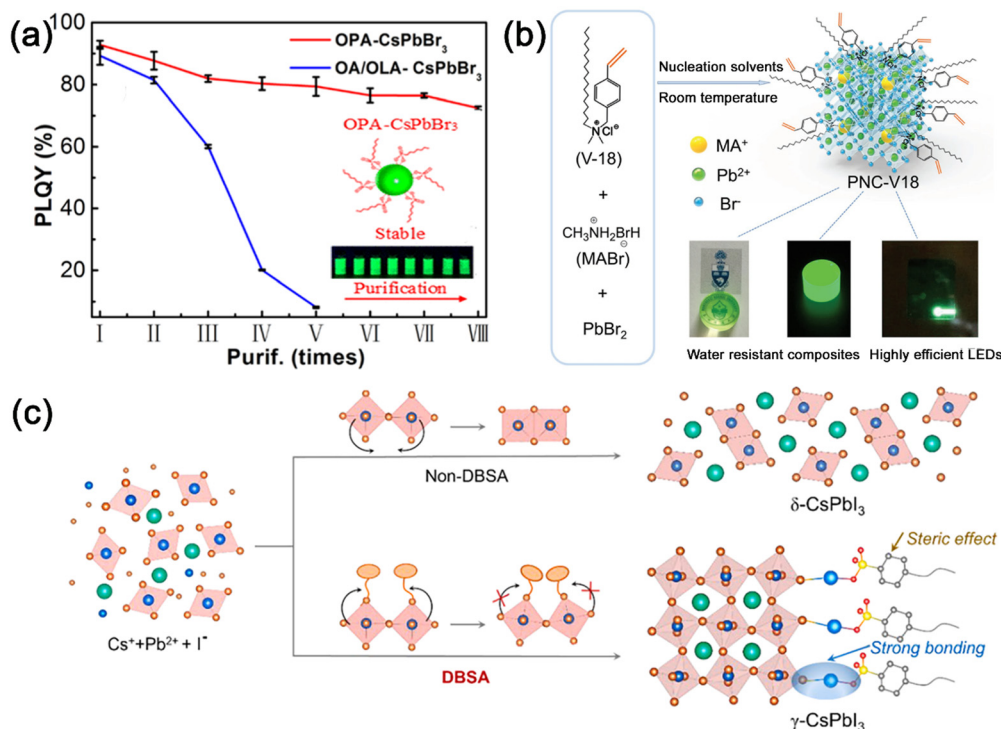 (a)
100
80
60
40
20
PLQY (%)
OPA-CsPbBr₃
OA/OLA- CsPbBr₃
OPA-CsPbBr₃
Stable
Purification
I II III IV V VI VII VIII
Purif. (times)
(b)
N
Cl⊖
(V-18)
+
⊕
CH₃NH₂BrH
⊖
(MABr)
+
PbBr₂
Nucleation solvents
Room temperature
MA⁺
Pb²⁺
Br⁻
PNC-V18
Water resistant composites
Highly efficient LEDs
(c)
Cs⁺+Pb²⁺ + I⁻
Non-DBSA
δ-CsPbI₃
DBSA
Steric effect
Strong bonding
γ-CsPbI₃